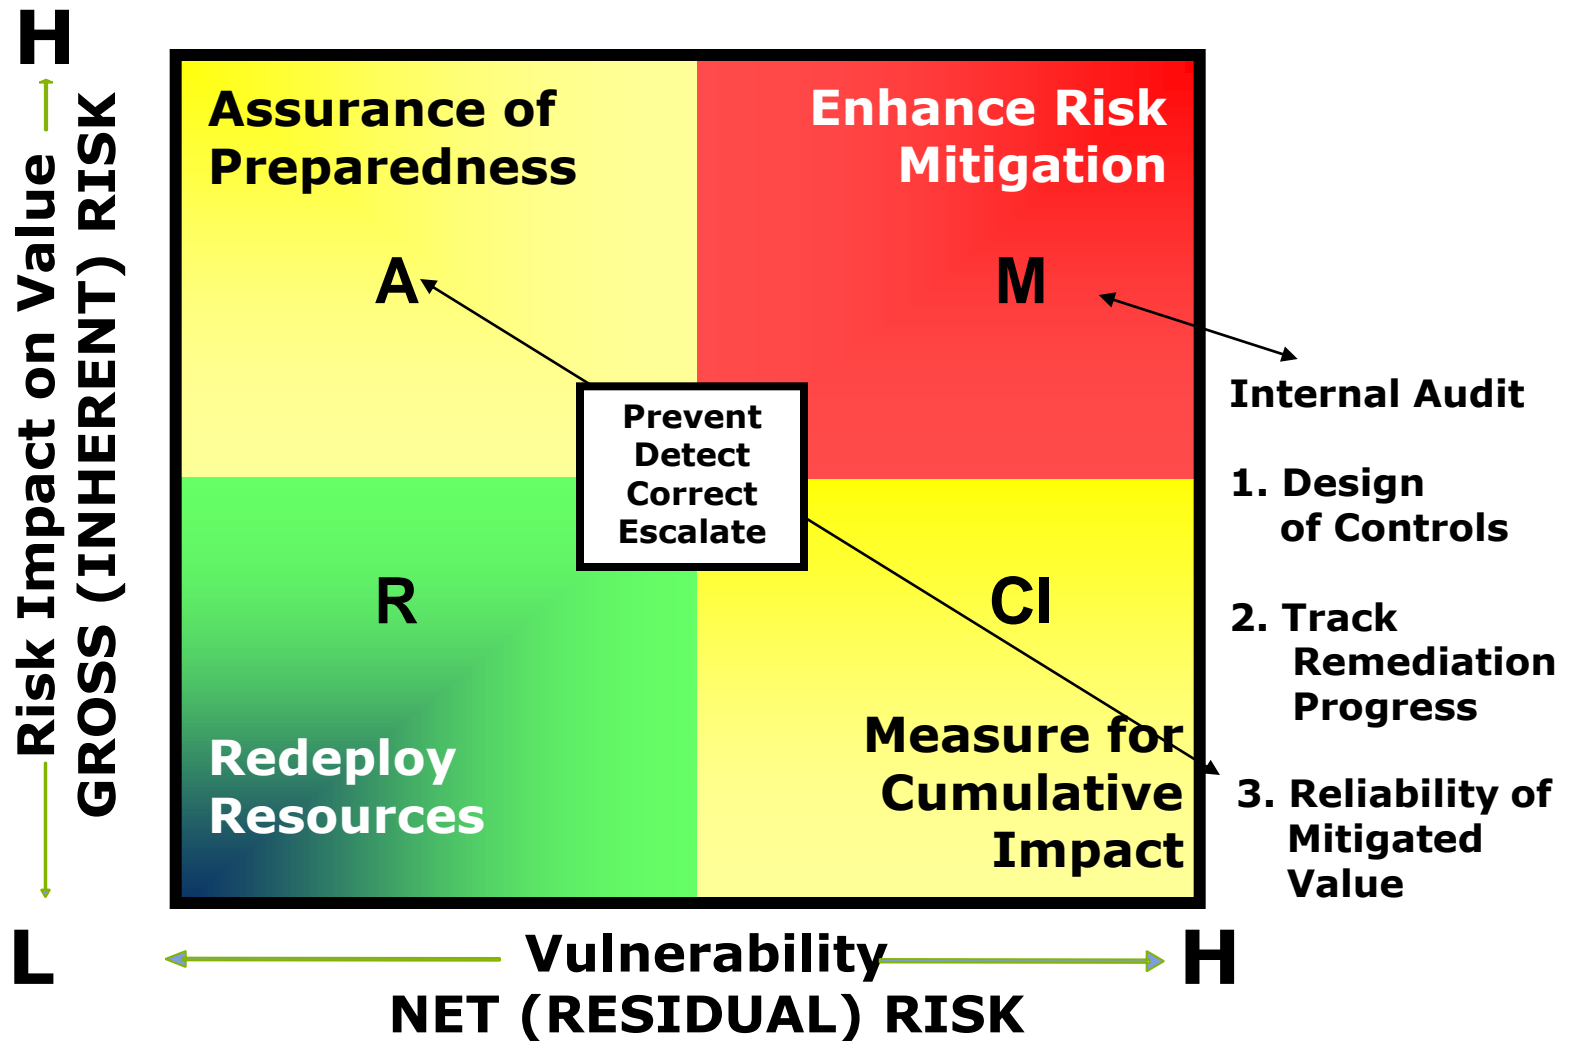 H
Risk Impact on Value
GROSS (INHERENT) RISK
Assurance of
Preparedness
A
Enhance Risk
Mitigation
M
Prevent
Detect
Correct
Escalate
R
Redeploy
Resources
CI
Measure for
Cumulative
Impact
Internal Audit
1. Design
of Controls
2. Track
Remediation
Progress
3. Reliability of
Mitigated
Value
L
Vulnerability
H
NET (RESIDUAL) RISK